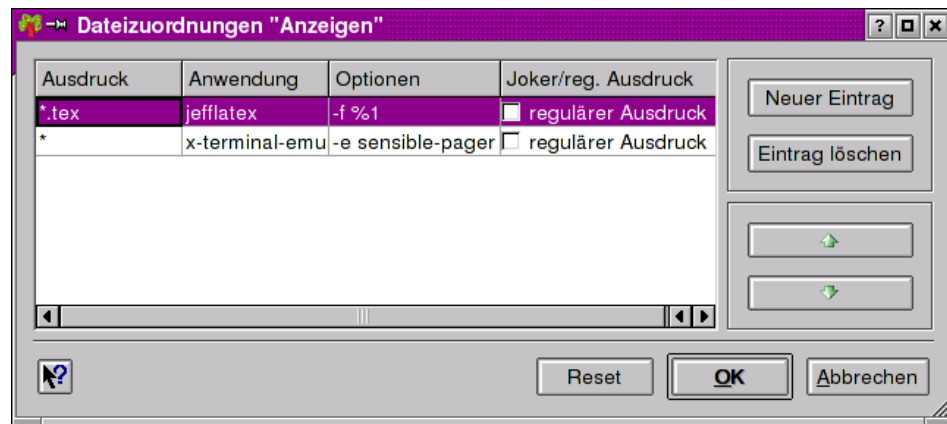 Dateizuordnungen "Anzeigen"
Ausdruck Anwendung Optionen Joker/reg. Ausdruck
*.tex jefflatex -f %1 regulärer Ausdruck
* x-terminal-emu -e sensible-pager regulärer Ausdruck
Neuer Eintrag
Eintrag löschen
Reset OK Abbrechen